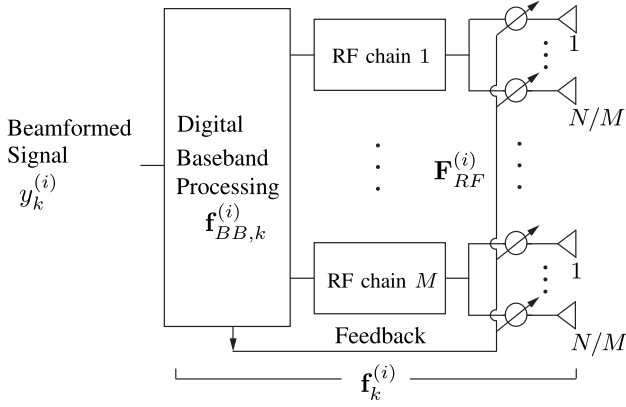 RF chain 1
1
N/M
Beamformed
Signal
y_k^{(i)}
Digital
Baseband
Processing
f_{BB,k}^{(i)}
F_{RF}^{(i)}
RF chain M
1
N/M
Feedback
f_k^{(i)}